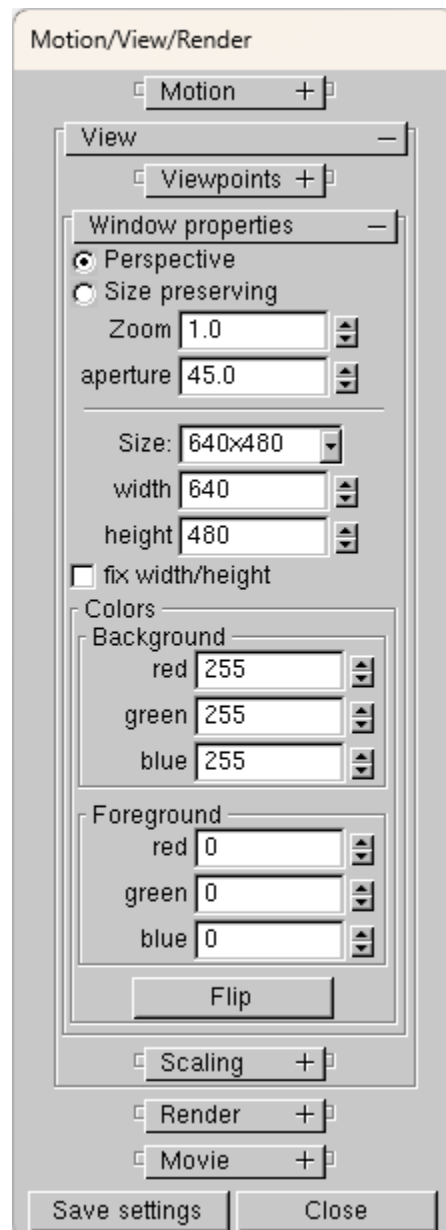 Motion/View/Render
Motion +
View −
Viewpoints +
Window properties −
Perspective
Size preserving
Zoom 1.0
aperture 45.0
Size: 640x480
width 640
height 480
fix width/height
Colors
Background
red 255
green 255
blue 255
Foreground
red 0
green 0
blue 0
Flip
Scaling +
Render +
Movie +
Save settings Close